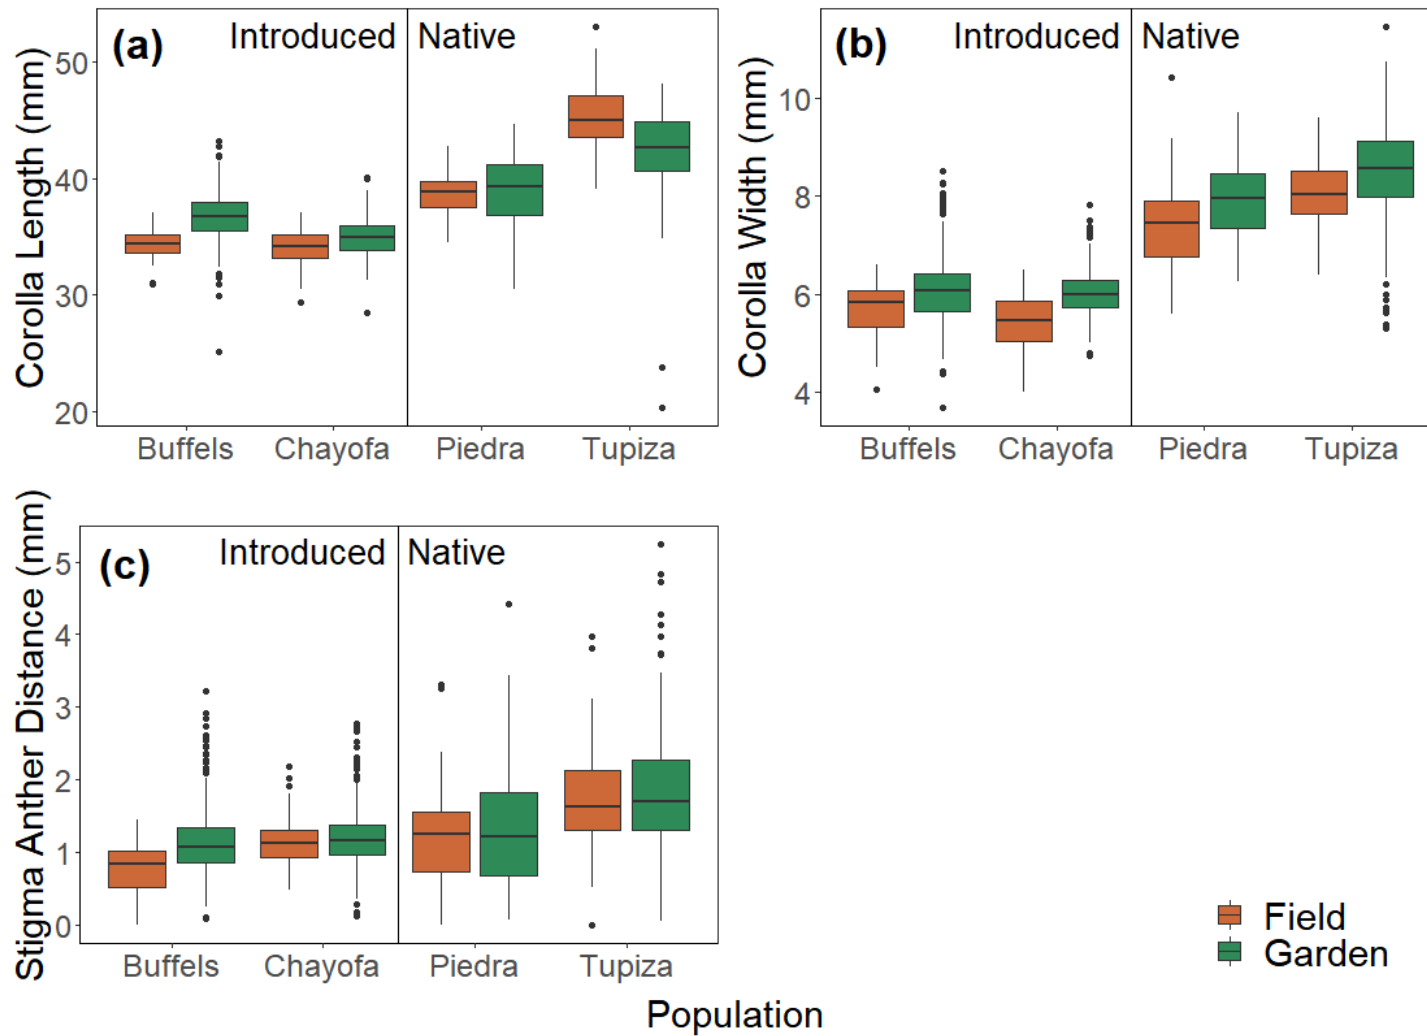 (a) Introduced Native
Corolla Length (mm)
50
40
30
20
Buffels Chayofa Piedra Tupiza
(b) Introduced Native
Corolla Width (mm)
10
8
6
4
Buffels Chayofa Piedra Tupiza
(c) Introduced Native
Stigma Anther Distance (mm)
5
4
3
2
1
0
Buffels Chayofa Piedra Tupiza
Field
Garden
Population